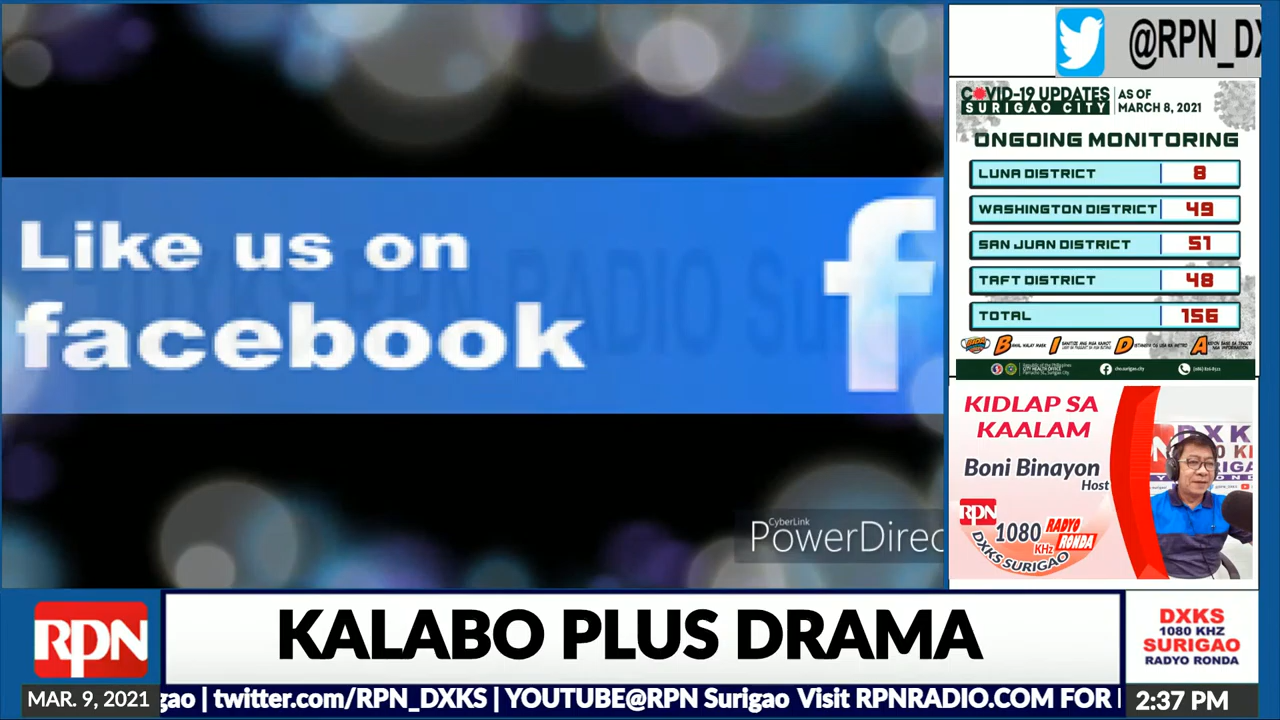 Like us on
facebook
f
CyberLink
PowerDirec
@RPN_DX
COVID-19 UPDATES
SURIGAO CITY
AS OF
MARCH 8, 2021
ONGOING MONITORING
LUNA DISTRICT 8
WASHINGTON DISTRICT 49
SAN JUAN DISTRICT 51
TAFT DISTRICT 48
TOTAL 156
B I D A
CITY HEALTH OFFICE
KIDLAP SA
KAALAM
Boni Binayon
Host
RPN
1080
KHz
RADYO
RONDA
DXKS SURIGAO
RPN
KALABO PLUS DRAMA
DXKS
1080 KHZ
SURIGAO
RADYO RONDA
MAR. 9, 2021
gao | twitter.com/RPN_DXKS | YOUTUBE@RPN Surigao Visit RPNRADIO.COM FOR
2:37 PM